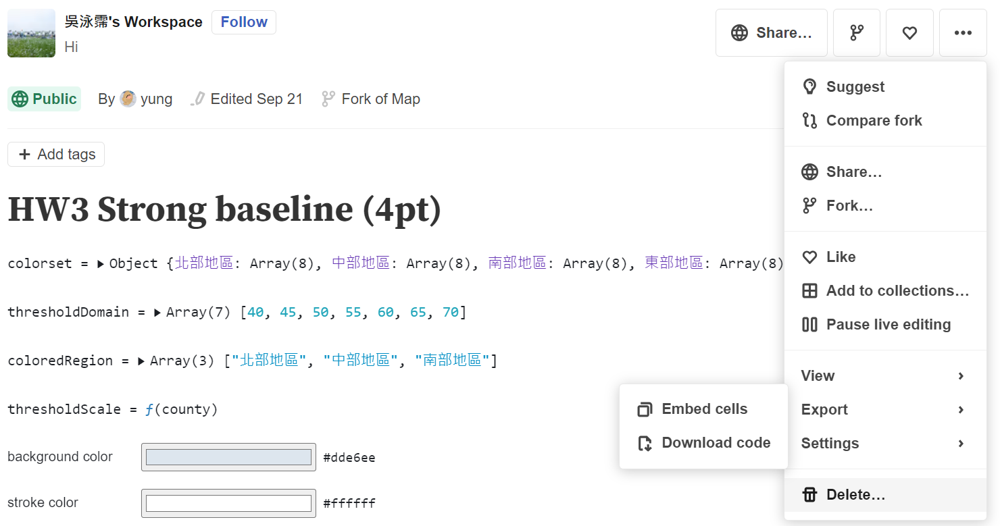 吳泳霈's Workspace Follow
Hi
Share…
Public By yung Edited Sep 21 Fork of Map
+ Add tags
HW3 Strong baseline (4pt)
colorset = ▶ Object {北部地區: Array(8), 中部地區: Array(8), 南部地區: Array(8), 東部地區: Array(8)
thresholdDomain = ▶ Array(7) [40, 45, 50, 55, 60, 65, 70]
coloredRegion = ▶ Array(3) ["北部地區", "中部地區", "南部地區"]
thresholdScale = ƒ(county)
background color #dde6ee
stroke color #ffffff
Suggest
Compare fork
Share…
Fork…
Like
Add to collections…
Pause live editing
View
Export
Settings
Delete…
Embed cells
Download code